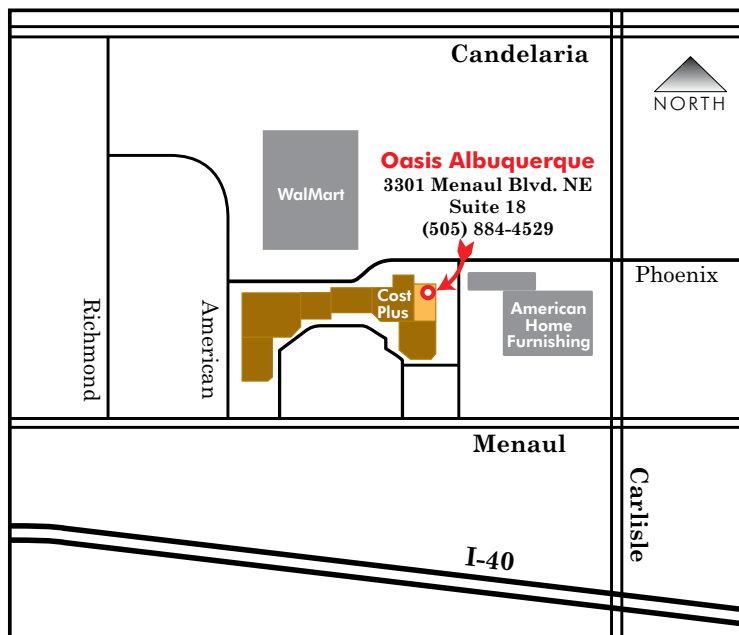 Candelaria
NORTH
Oasis Albuquerque
3301 Menaul Blvd. NE
Suite 18
(505) 884-4529
WalMart
Phoenix
Richmond
American
Cost
Plus
American
Home
Furnishing
Menaul
Carlisle
I-40